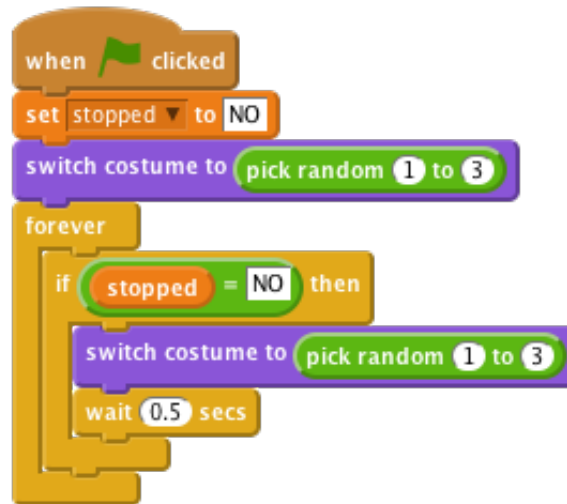 when clicked
set stopped to NO
switch costume to pick random 1 to 3
forever
if stopped = NO then
switch costume to pick random 1 to 3
wait 0.5 secs